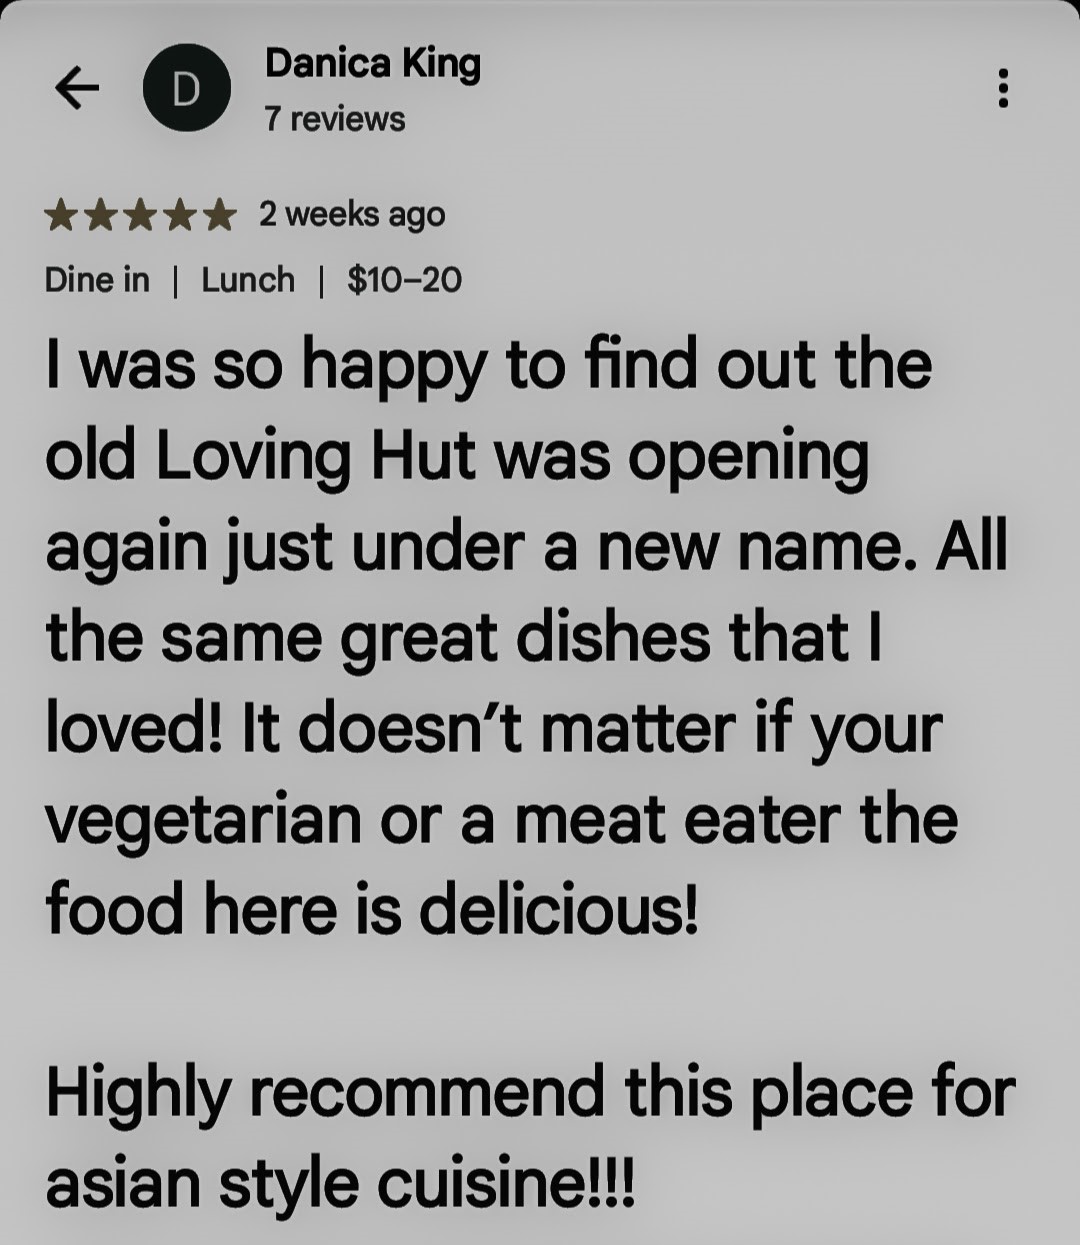 D
Danica King
7 reviews
2 weeks ago
Dine in | Lunch | $10–20
I was so happy to find out the
old Loving Hut was opening
again just under a new name. All
the same great dishes that I
loved! It doesn’t matter if your
vegetarian or a meat eater the
food here is delicious!
Highly recommend this place for
asian style cuisine!!!